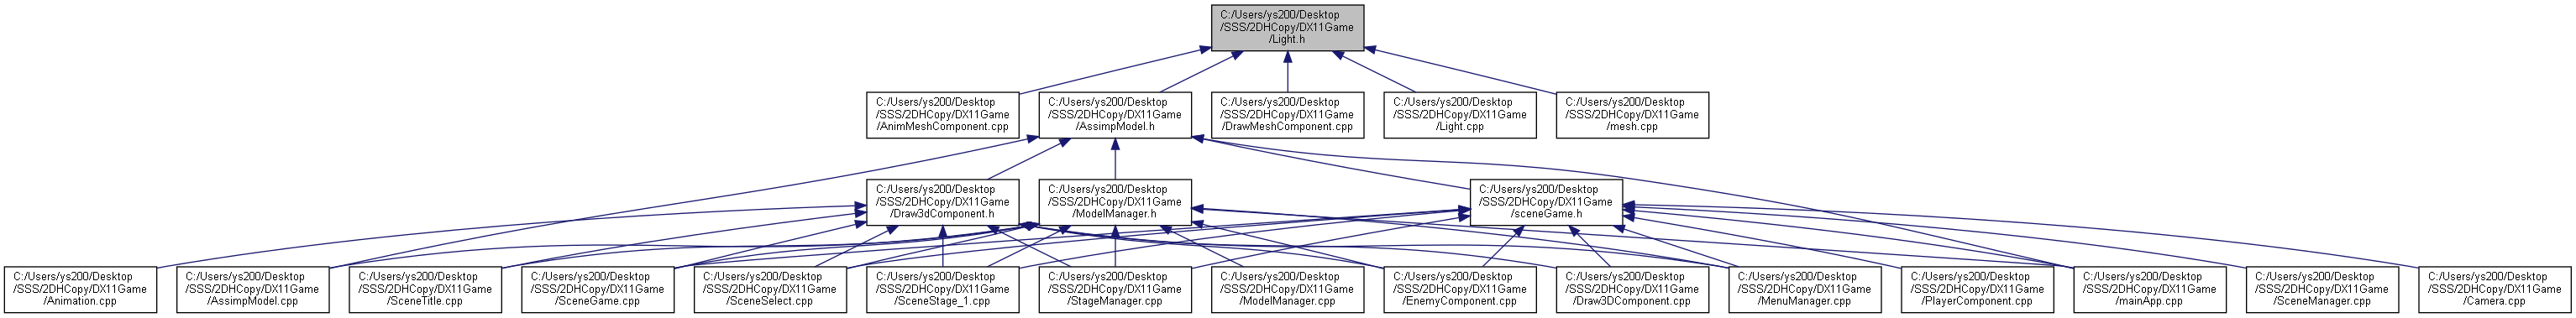 C:/Users/ys200/Desktop
/SSS/2DHCopy/DX11Game
/Light.h
C:/Users/ys200/Desktop
/SSS/2DHCopy/DX11Game
/AnimMeshComponent.cpp
C:/Users/ys200/Desktop
/SSS/2DHCopy/DX11Game
/AssimpModel.h
C:/Users/ys200/Desktop
/SSS/2DHCopy/DX11Game
/DrawMeshComponent.cpp
C:/Users/ys200/Desktop
/SSS/2DHCopy/DX11Game
/Light.cpp
C:/Users/ys200/Desktop
/SSS/2DHCopy/DX11Game
/mesh.cpp
C:/Users/ys200/Desktop
/SSS/2DHCopy/DX11Game
/Draw3dComponent.h
C:/Users/ys200/Desktop
/SSS/2DHCopy/DX11Game
/ModelManager.h
C:/Users/ys200/Desktop
/SSS/2DHCopy/DX11Game
/sceneGame.h
C:/Users/ys200/Desktop
/SSS/2DHCopy/DX11Game
/Animation.cpp
C:/Users/ys200/Desktop
/SSS/2DHCopy/DX11Game
/AssimpModel.cpp
C:/Users/ys200/Desktop
/SSS/2DHCopy/DX11Game
/SceneTitle.cpp
C:/Users/ys200/Desktop
/SSS/2DHCopy/DX11Game
/SceneGame.cpp
C:/Users/ys200/Desktop
/SSS/2DHCopy/DX11Game
/SceneSelect.cpp
C:/Users/ys200/Desktop
/SSS/2DHCopy/DX11Game
/SceneStage_1.cpp
C:/Users/ys200/Desktop
/SSS/2DHCopy/DX11Game
/StageManager.cpp
C:/Users/ys200/Desktop
/SSS/2DHCopy/DX11Game
/ModelManager.cpp
C:/Users/ys200/Desktop
/SSS/2DHCopy/DX11Game
/EnemyComponent.cpp
C:/Users/ys200/Desktop
/SSS/2DHCopy/DX11Game
/Draw3DComponent.cpp
C:/Users/ys200/Desktop
/SSS/2DHCopy/DX11Game
/MenuManager.cpp
C:/Users/ys200/Desktop
/SSS/2DHCopy/DX11Game
/PlayerComponent.cpp
C:/Users/ys200/Desktop
/SSS/2DHCopy/DX11Game
/mainApp.cpp
C:/Users/ys200/Desktop
/SSS/2DHCopy/DX11Game
/SceneManager.cpp
C:/Users/ys200/Desktop
/SSS/2DHCopy/DX11Game
/Camera.cpp